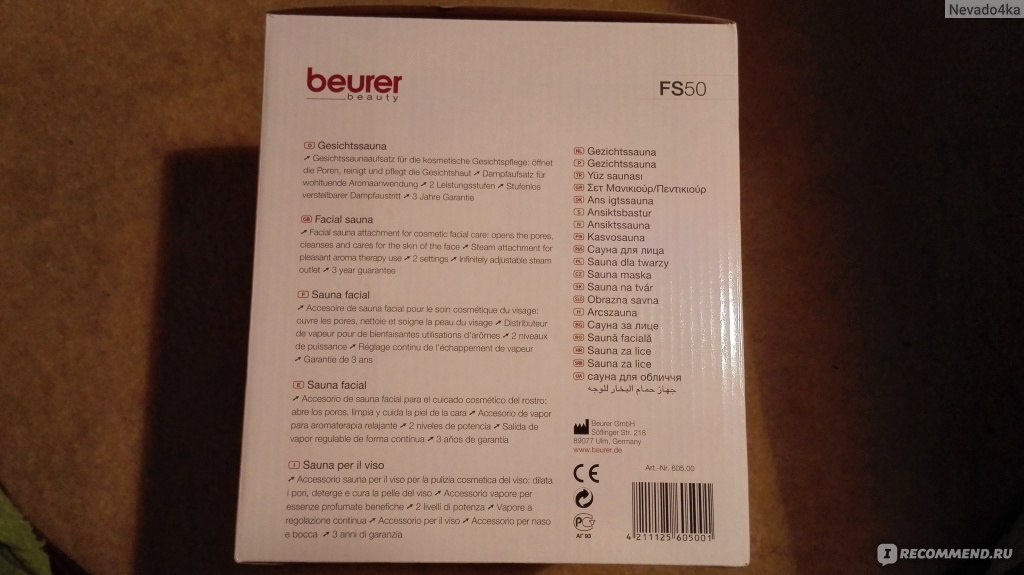 Nevado4ka
beurer
beauty
FS50
D Gesichtssauna
↗ Gesichtssaunaaufsatz für die kosmetische Gesichtspflege: öffnet
die Poren, reinigt und pflegt die Gesichtshaut ↗ Dampfaufsatz für
wohltuende Aromaanwendung ↗ 2 Leistungsstufen ↗ Stufenlos
verstellbarer Dampfaustritt ↗ 3 Jahre Garantie
GB Facial sauna
↗ Facial sauna attachment for cosmetic facial care: opens the pores,
cleanses and cares for the skin of the face ↗ Steam attachment for
pleasant aroma therapy use ↗ 2 settings ↗ Infinitely adjustable steam
outlet ↗ 3 year guarantee
F Sauna facial
↗ Accesoire de sauna facial pour le soin cosmétique du visage:
ouvre les pores, nettoie et soigne la peau du visage ↗ Distributeur
de vapeur pour de bienfaisantes utilisations d'arômes ↗ 2 niveaux
de puissance ↗ Réglage continu de l'échappement de vapeur
↗ Garantie de 3 ans
E Sauna facial
↗ Accesorio de sauna facial para el cuidado cosmético del rostro:
abre los poros, limpia y cuida la piel de la cara ↗ Accesorio de vapor
para aromaterapia relajante ↗ 2 niveles de potencia ↗ Salida de
vapor regulable de forma continua ↗ 3 años de garantía
I Sauna per il viso
↗ Accessorio sauna per il viso per la pulizia cosmetica del viso: dilata
i pori, deterge e cura la pelle del viso ↗ Accessorio vapore per
essenze profumate benefiche ↗ 2 livelli di potenza ↗ Vapore a
regolazione continua ↗ Accessorio per il viso ↗ Accessorio per naso
e bocca ↗ 3 anni di garanzia
NL Gezichtssauna
P Gezichtssauna
TR Yüz saunası
GR Σετ Μανικιούρ/Πεντικιούρ
DK Ans igtssauna
S Ansiktsbastur
N Ansiktssauna
FIN Kasvosauna
RUS Сауна для лица
PL Sauna dla twarzy
CZ Sauna maska
SK Sauna na tvár
SLO Obrazna savna
H Arcszauna
BG Сауна за лице
RO Saună facială
HR Sauna za lice
SRB Sauna za lice
UA сауна для обличчя
جهاز حمام البخار للوجه
Beurer GmbH
Söflinger Str. 218
89077 Ulm, Germany
www.beurer.de
CE
Art.-Nr. 605.00
РС
АГ 93
4 211125 605001
IRECOMMEND.RU